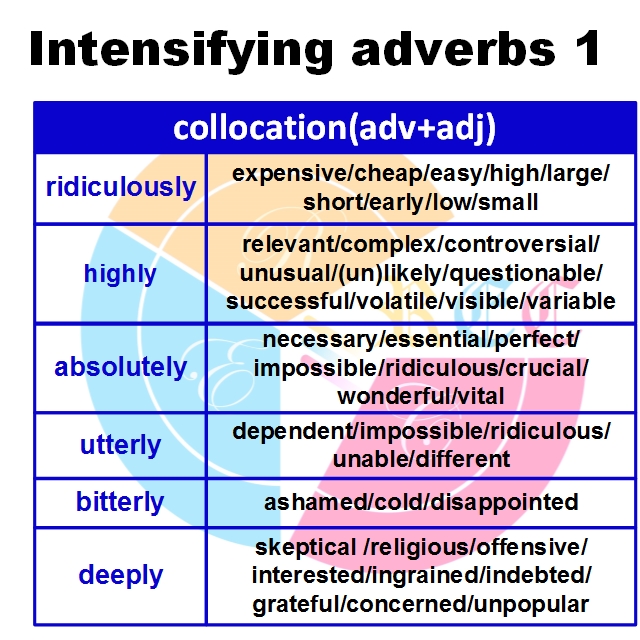 Intensifying adverbs 1
collocation(adv+adj)
ridiculously
expensive/cheap/easy/high/large/
short/early/low/small
highly
relevant/complex/controversial/
unusual/(un)likely/questionable/
successful/volatile/visible/variable
absolutely
necessary/essential/perfect/
impossible/ridiculous/crucial/
wonderful/vital
utterly
dependent/impossible/ridiculous/
unable/different
bitterly
ashamed/cold/disappointed
deeply
skeptical /religious/offensive/
interested/ingrained/indebted/
grateful/concerned/unpopular